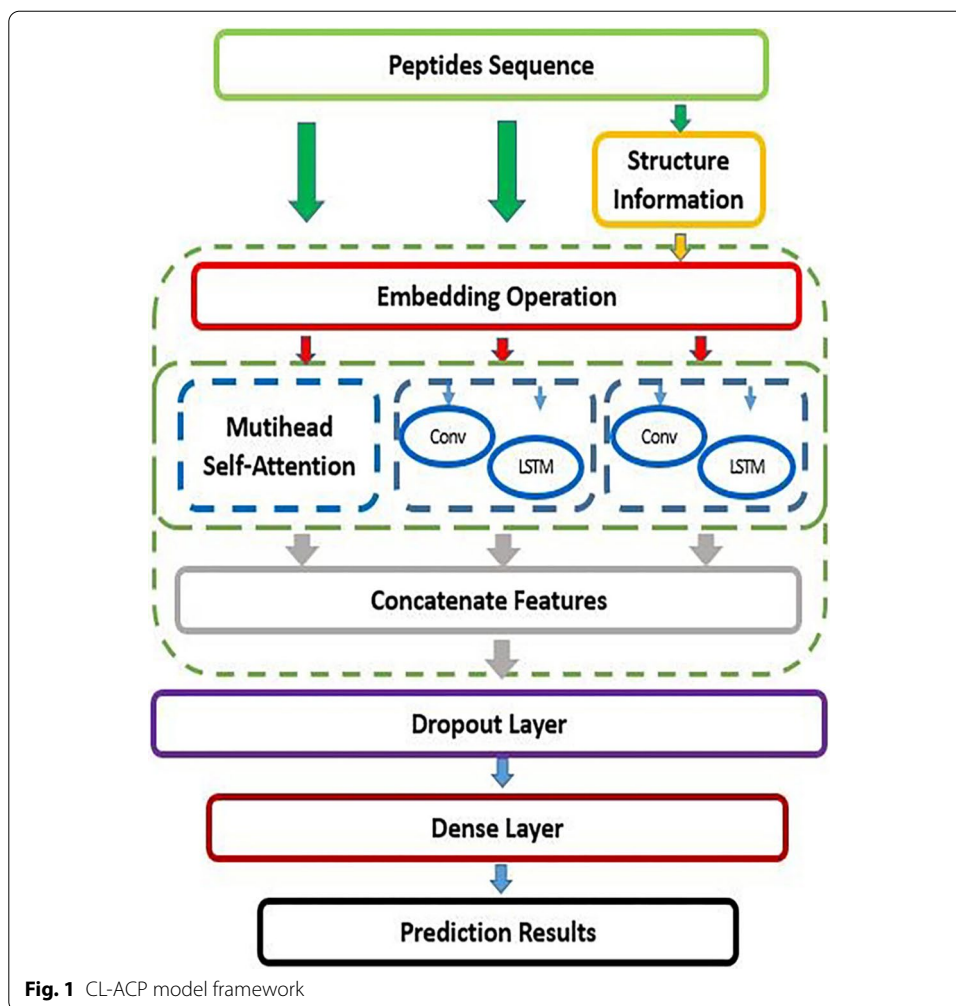 Peptides Sequence
Structure
Information
Embedding Operation
Mutihead
Self-Attention
Conv
LSTM
Conv
LSTM
Concatenate Features
Dropout Layer
Dense Layer
Prediction Results
Fig. 1 CL-ACP model framework